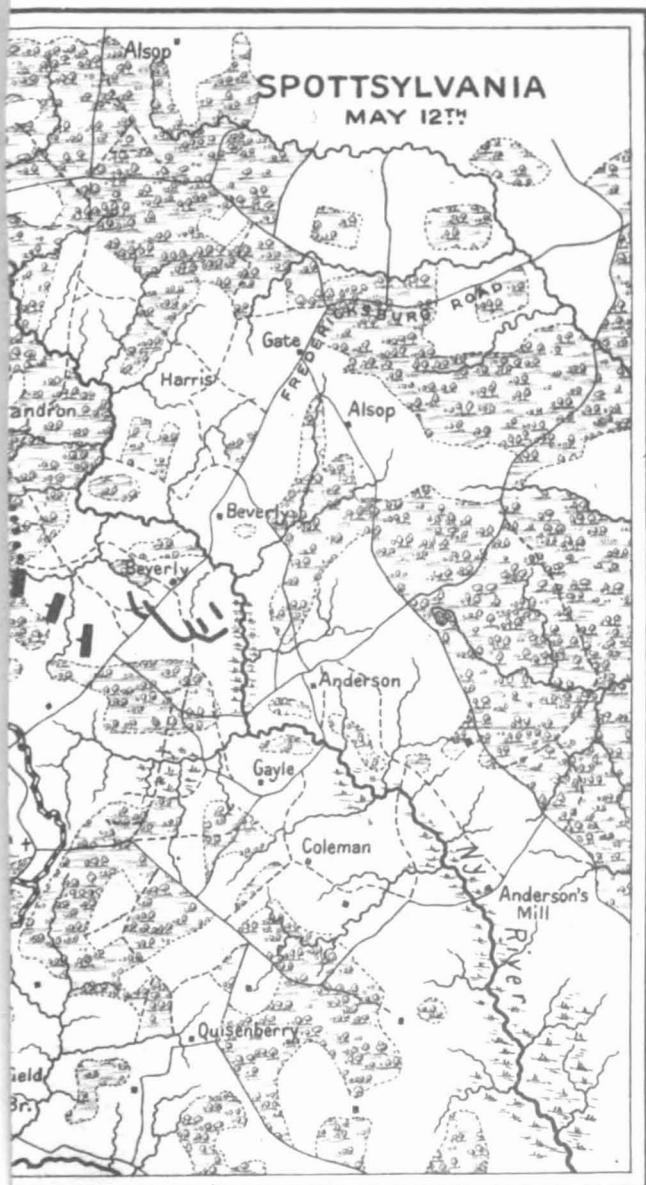 Alsop
SPOTTSYLVANIA
MAY 12TH
FREDERICKSBURG ROAD
Gate
Harris
andron
Alsop
Beverly
Beverly
Anderson
Gayle
Coleman
Ny River
Anderson's
Mill
Quisenberry
ield
Br.